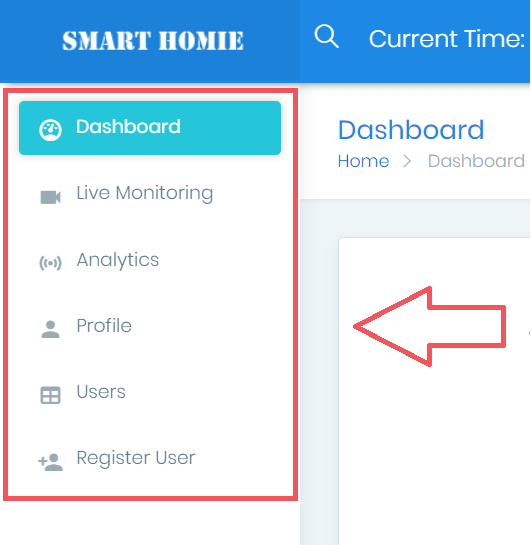 SMART HOMIE
Current Time:
Dashboard
Live Monitoring
Analytics
Profile
Users
Register User
Dashboard
Home > Dashboard